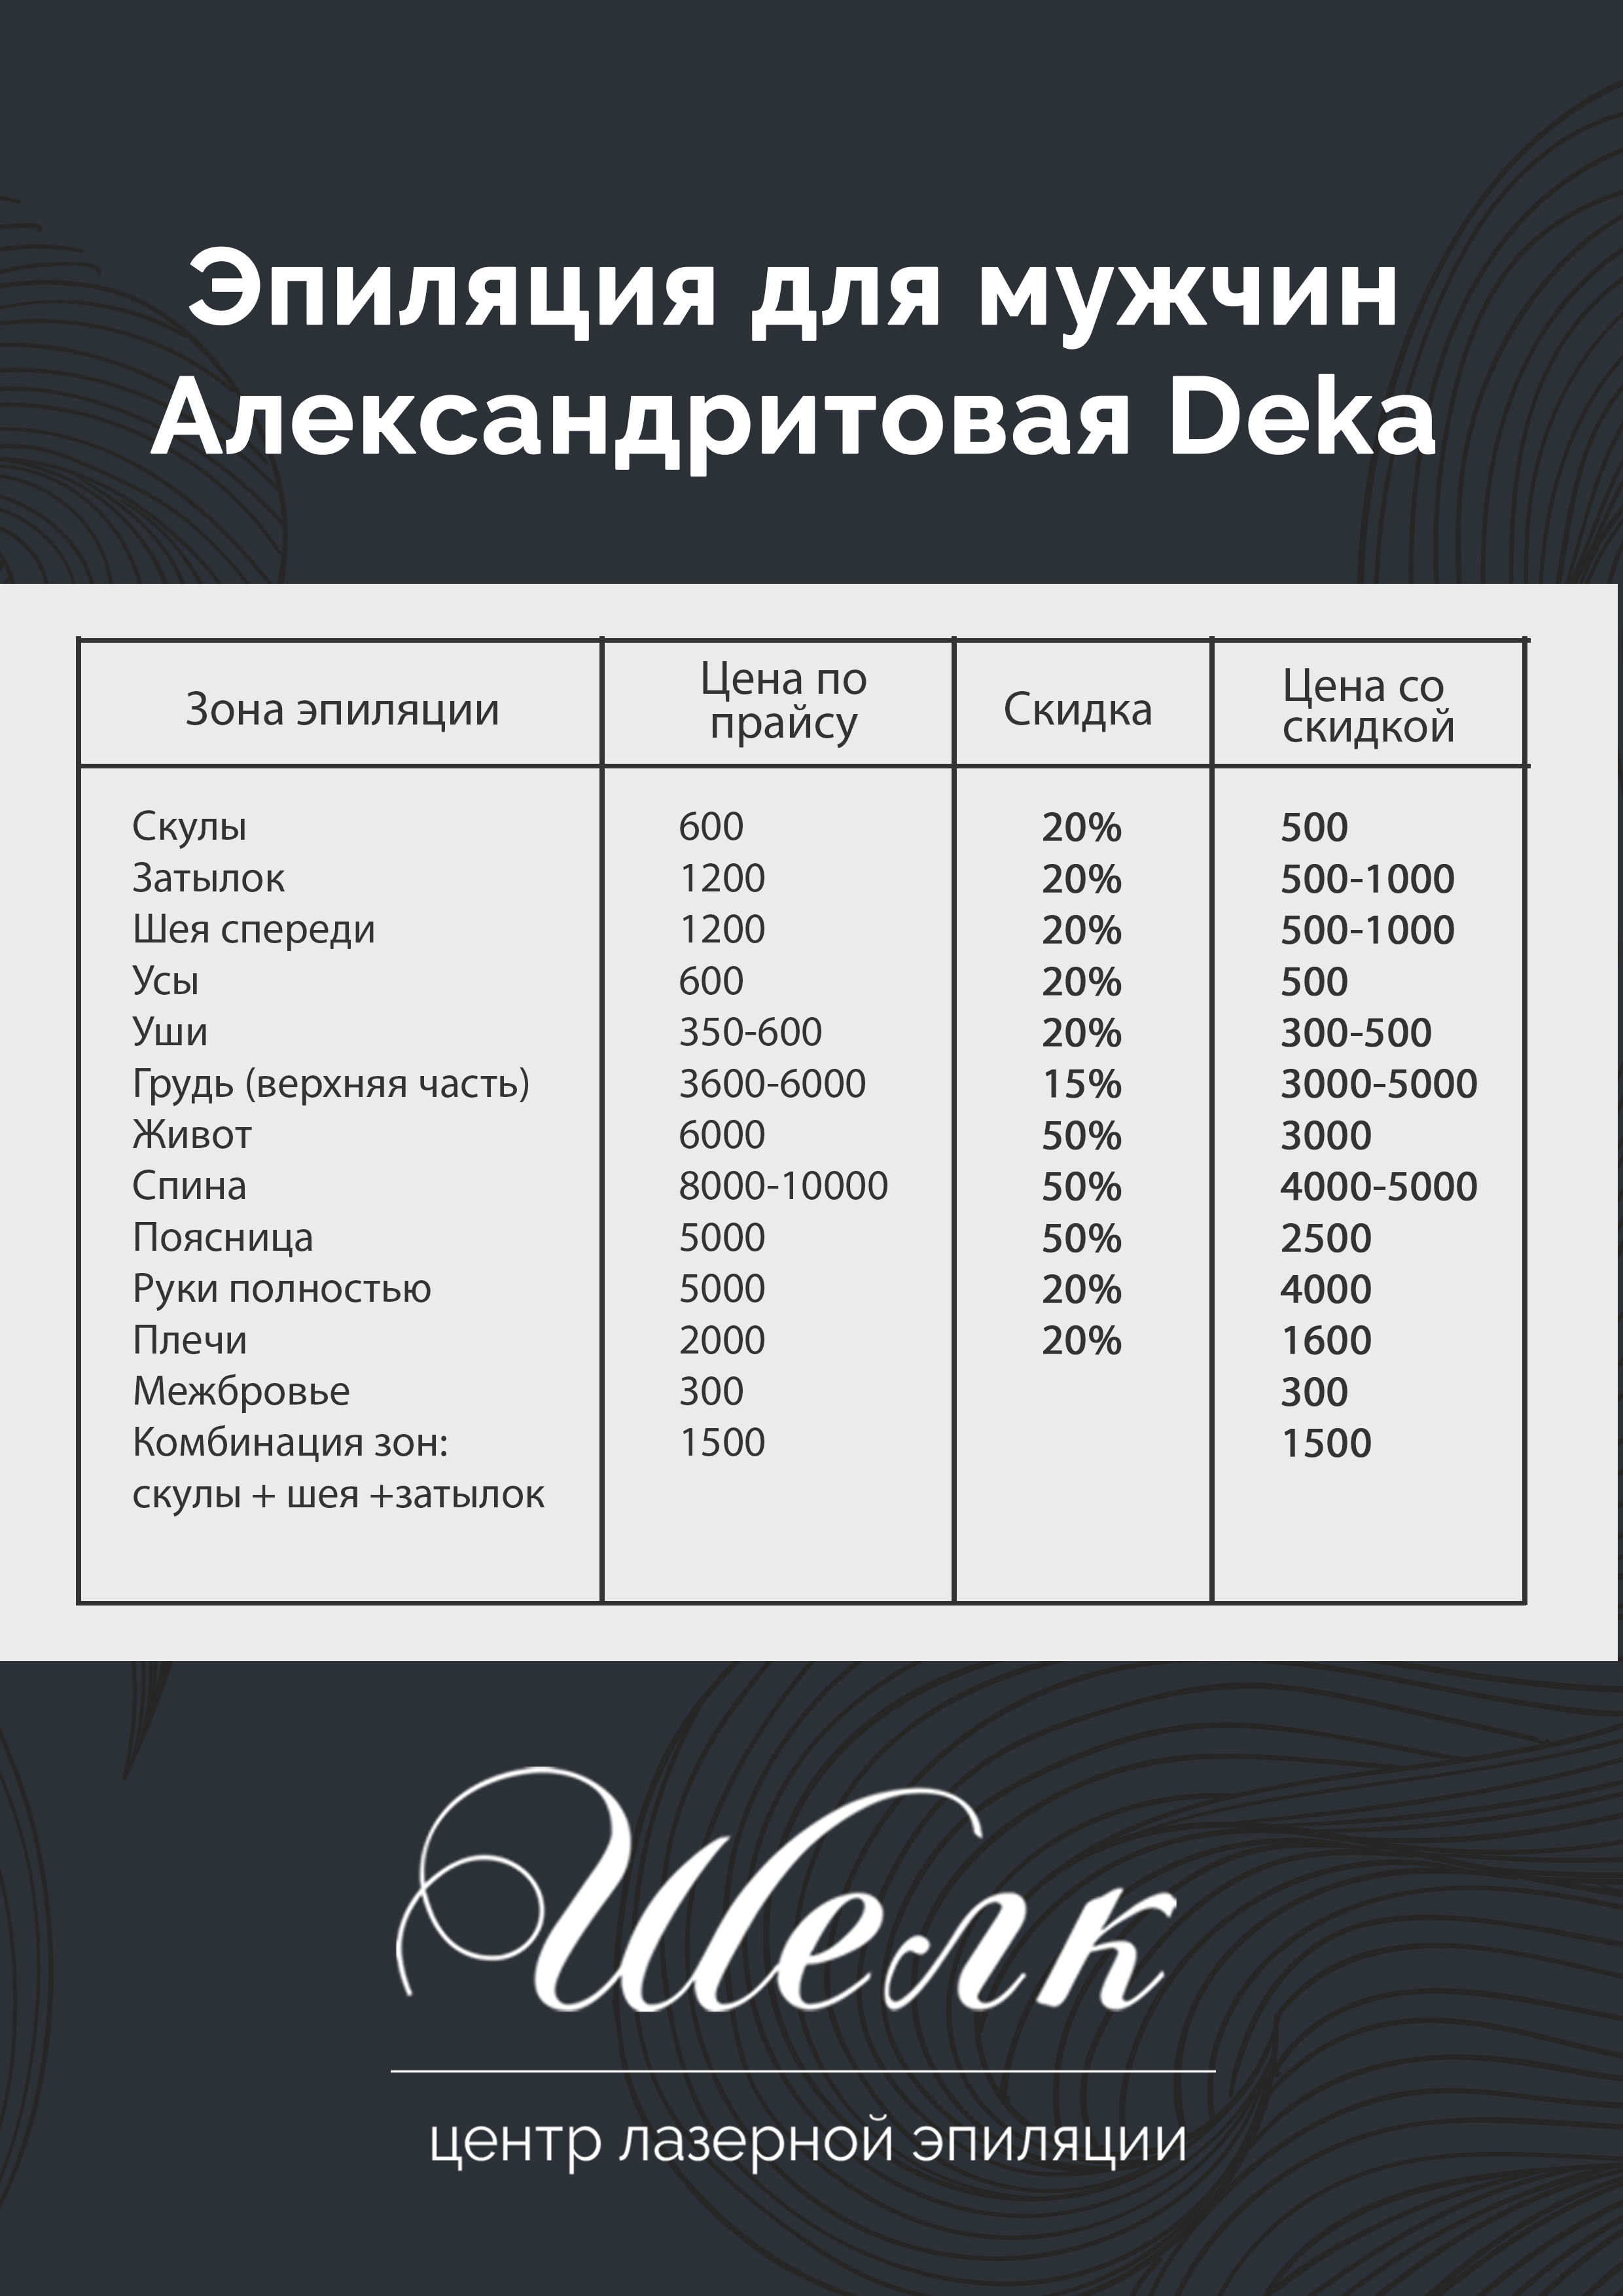 Эпиляция для мужчин
Александритовая Deka
Зона эпиляции
Цена по
прайсу
Скидка
Цена со
скидкой
Скулы 600 20% 500
Затылок 1200 20% 500-1000
Шея спереди 1200 20% 500-1000
Усы 600 20% 500
Уши 350-600 20% 300-500
Грудь (верхняя часть) 3600-6000 15% 3000-5000
Живот 6000 50% 3000
Спина 8000-10000 50% 4000-5000
Поясница 5000 50% 2500
Руки полностью 5000 20% 4000
Плечи 2000 20% 1600
Межбровье 300 300
Комбинация зон: 1500 1500
скулы + шея +затылок
Шелк
центр лазерной эпиляции